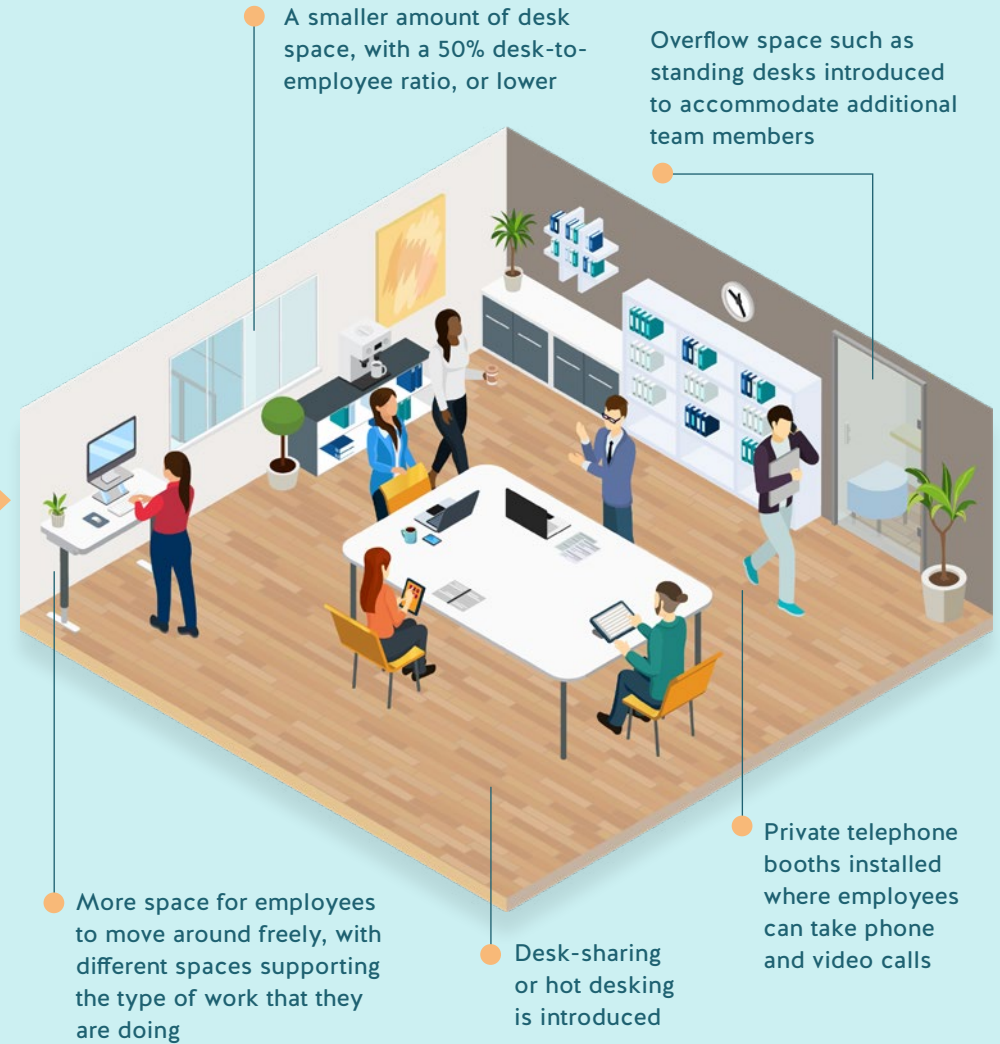 A smaller amount of desk
space, with a 50% desk-to-
employee ratio, or lower
Overflow space such as
standing desks introduced
to accommodate additional
team members
More space for employees
to move around freely, with
different spaces supporting
the type of work that they
are doing
Desk-sharing
or hot desking
is introduced
Private telephone
booths installed
where employees
can take phone
and video calls